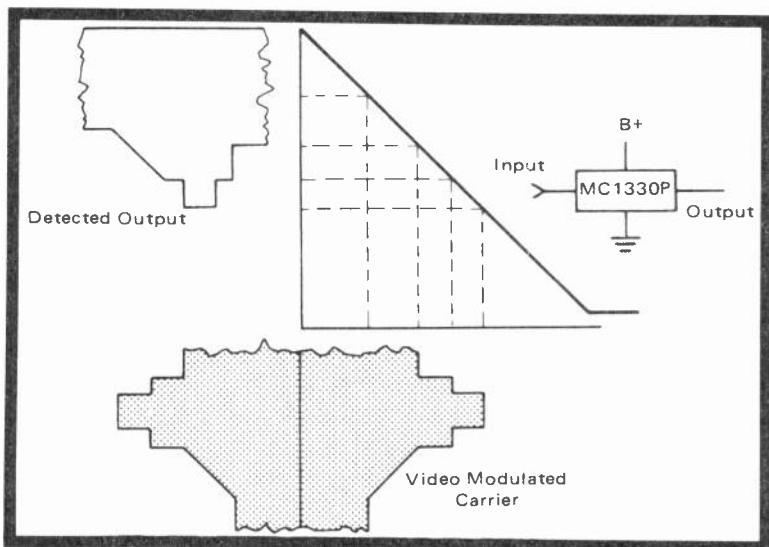 B+
Input
MC1330P
Output
Detected Output
Video Modulated
Carrier